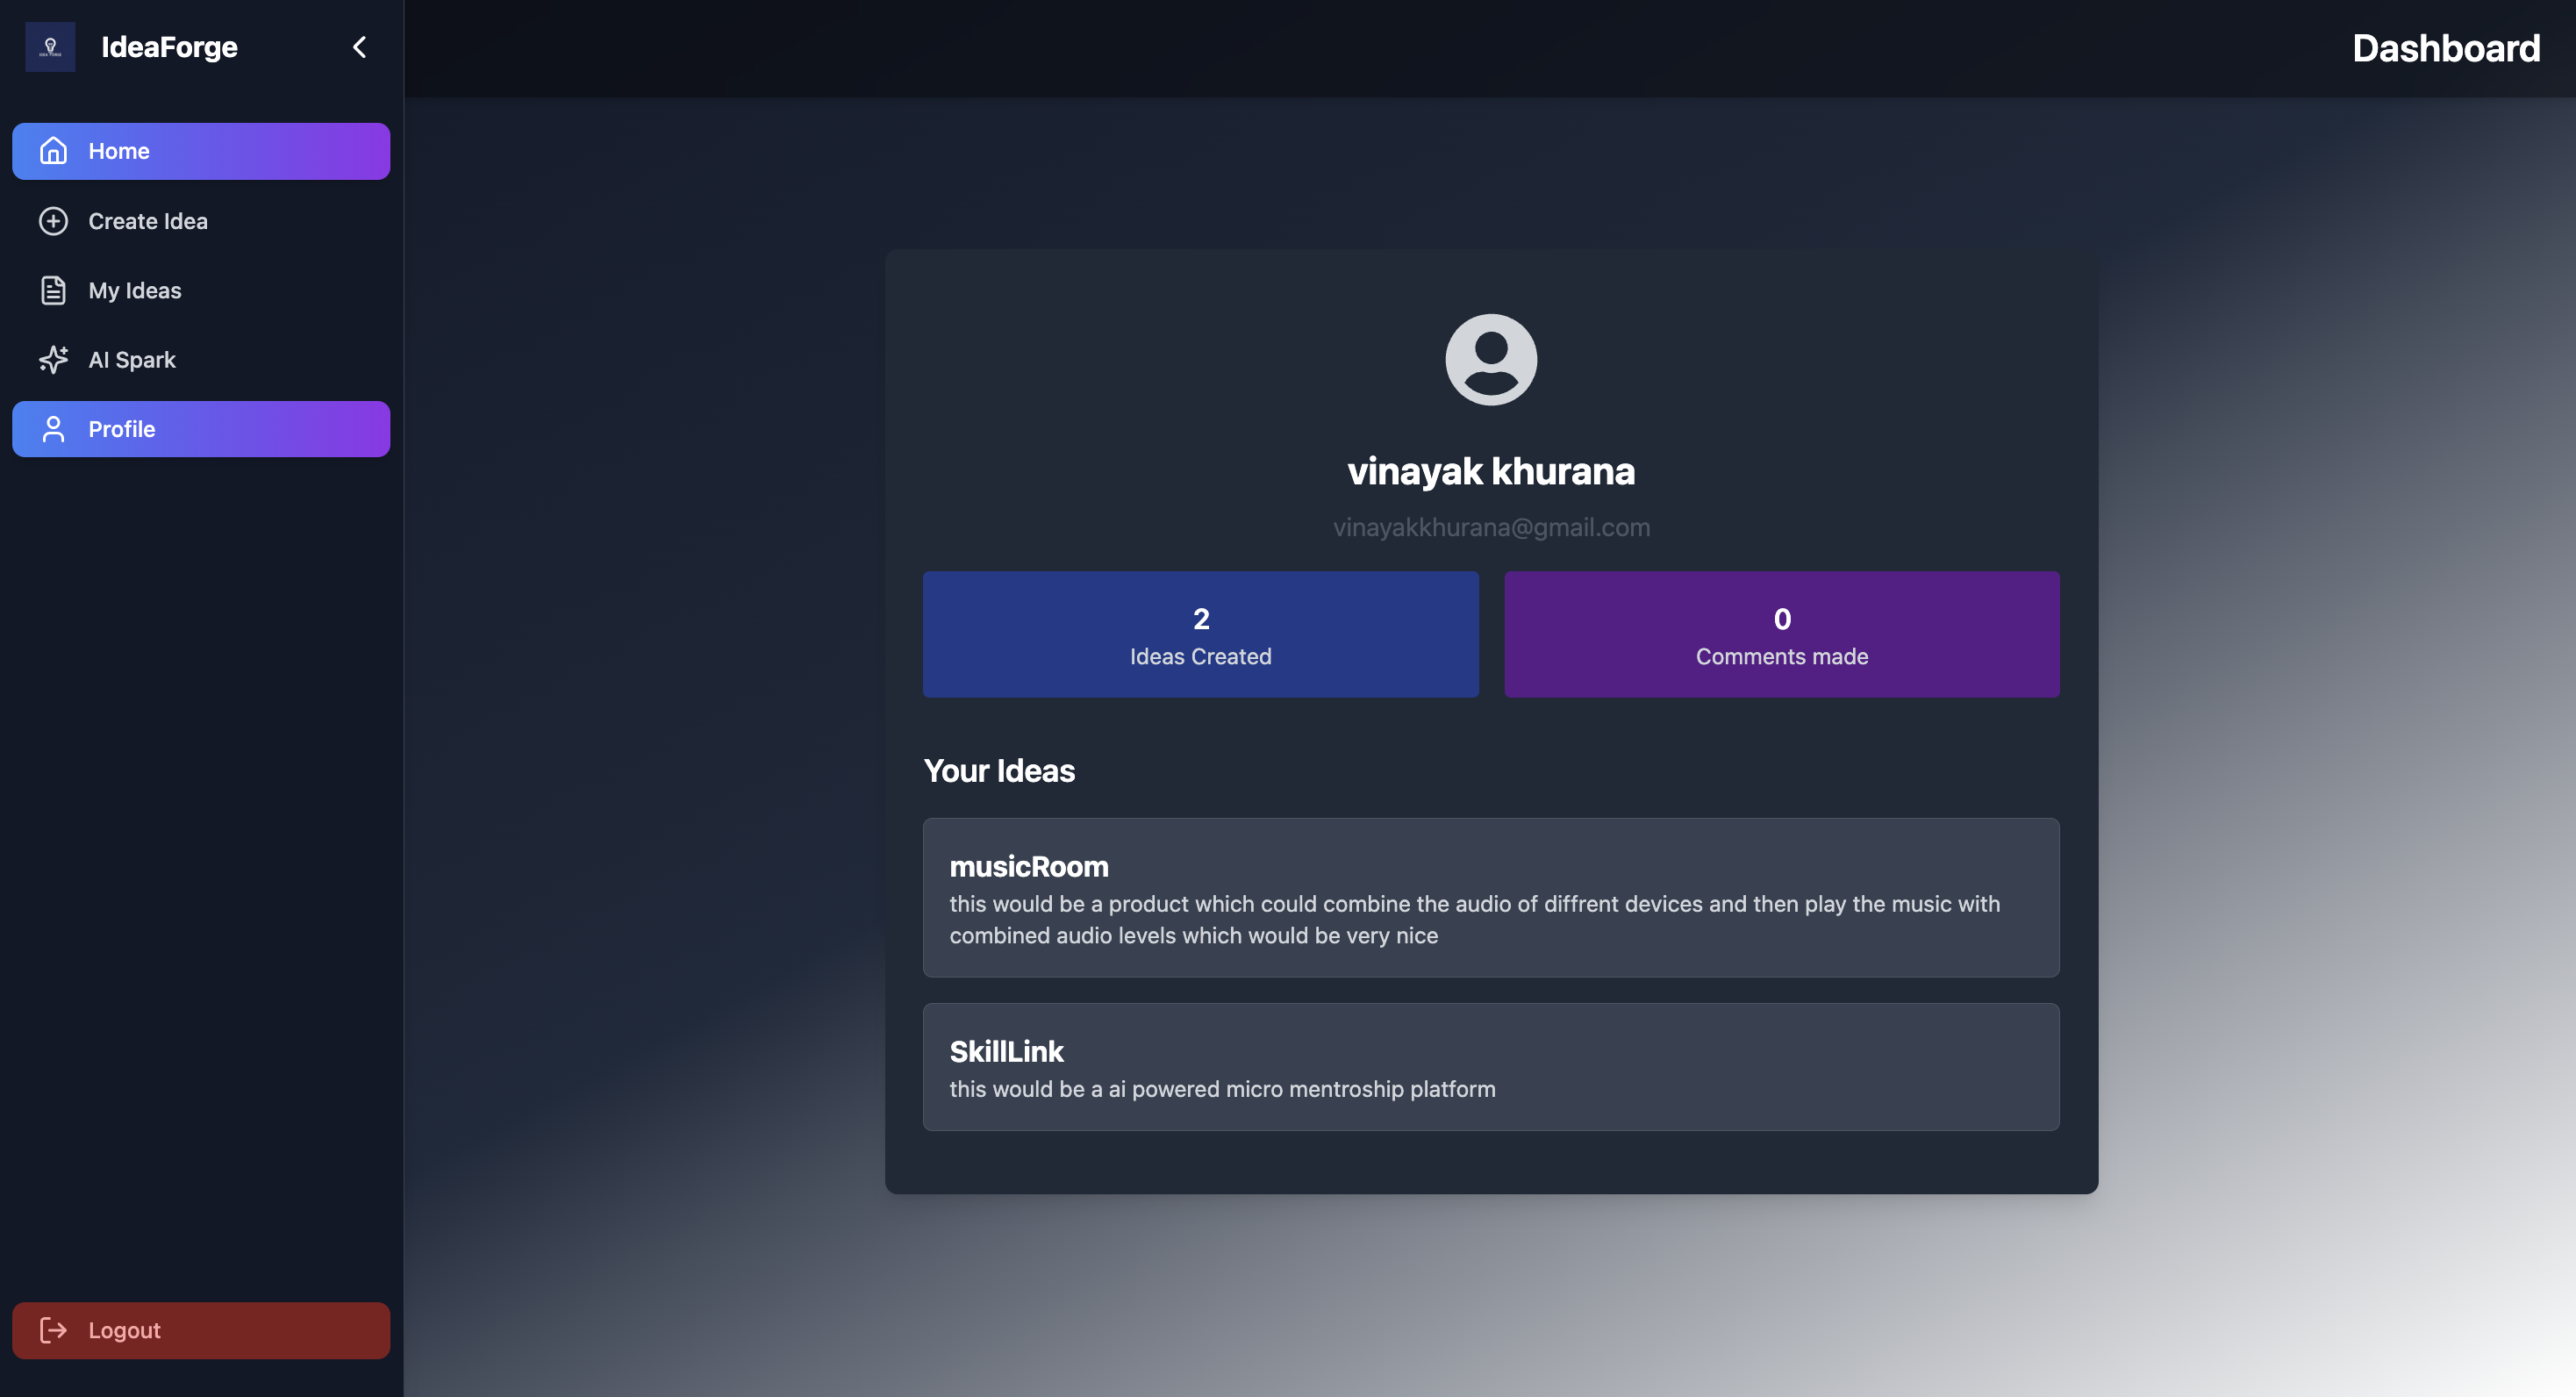 IdeaForge
Dashboard
Home
Create Idea
My Ideas
AI Spark
Profile
Logout
vinayak khurana
vinayakkhurana@gmail.com
2
Ideas Created
0
Comments made
Your Ideas
musicRoom
this would be a product which could combine the audio of diffrent devices and then play the music with
combined audio levels which would be very nice
SkillLink
this would be a ai powered micro mentroship platform